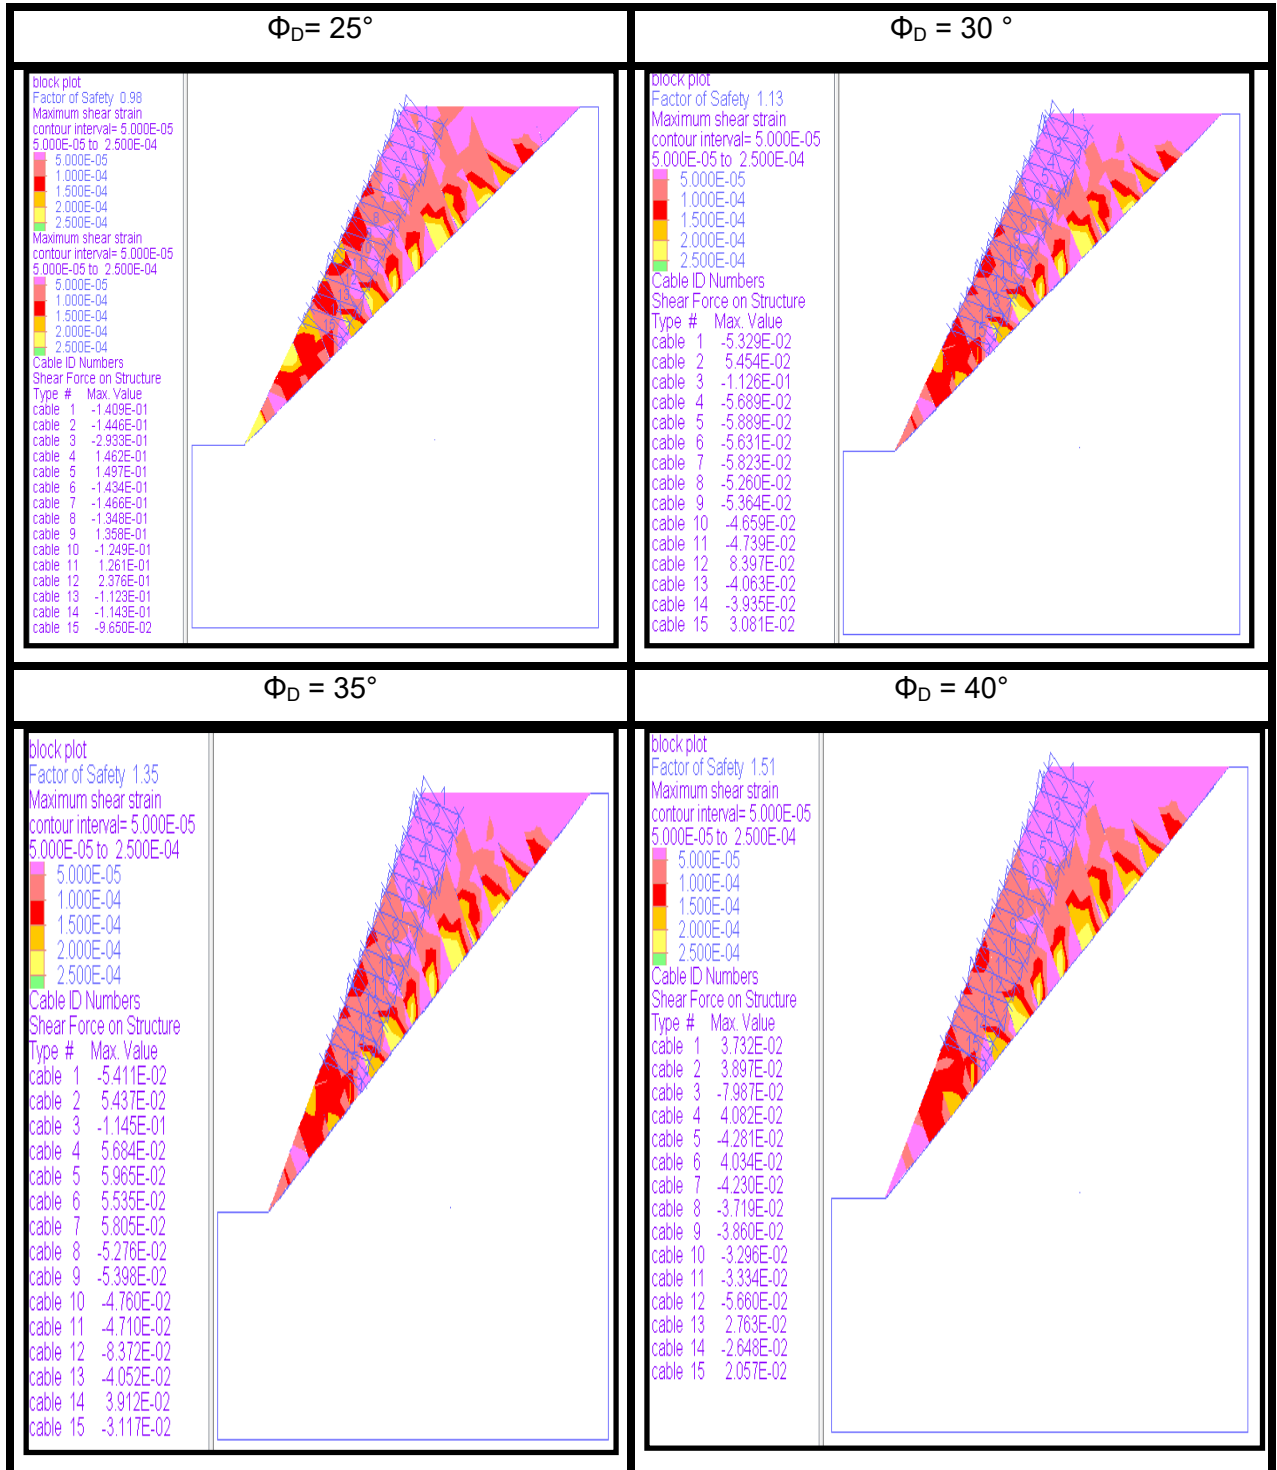 ΦD= 25°
ΦD = 30 °
block plot
Factor of Safety 0.98
Maximum shear strain
contour interval= 5.000E-05
5.000E-05 to 2.500E-04
5.000E-05
1.000E-04
1.500E-04
2.000E-04
2.500E-04
Maximum shear strain
contour interval= 5.000E-05
5.000E-05 to 2.500E-04
5.000E-05
1.000E-04
1.500E-04
2.000E-04
2.500E-04
Cable ID Numbers
Shear Force on Structure
Type # Max. Value
cable 1 -1.409E-01
cable 2 -1.446E-01
cable 3 -2.933E-01
cable 4 1.462E-01
cable 5 1.497E-01
cable 6 -1.434E-01
cable 7 -1.466E-01
cable 8 -1.348E-01
cable 9 1.358E-01
cable 10 -1.249E-01
cable 11 1.261E-01
cable 12 2.376E-01
cable 13 -1.123E-01
cable 14 -1.143E-01
cable 15 -9.650E-02
block plot
Factor of Safety 1.13
Maximum shear strain
contour interval= 5.000E-05
5.000E-05 to 2.500E-04
5.000E-05
1.000E-04
1.500E-04
2.000E-04
2.500E-04
Cable ID Numbers
Shear Force on Structure
Type # Max. Value
cable 1 -5.329E-02
cable 2 5.454E-02
cable 3 -1.126E-01
cable 4 -5.689E-02
cable 5 -5.889E-02
cable 6 -5.631E-02
cable 7 -5.823E-02
cable 8 -5.260E-02
cable 9 -5.364E-02
cable 10 -4.659E-02
cable 11 -4.739E-02
cable 12 8.397E-02
cable 13 -4.063E-02
cable 14 -3.935E-02
cable 15 3.081E-02
ΦD = 35°
ΦD = 40°
block plot
Factor of Safety 1.35
Maximum shear strain
contour interval= 5.000E-05
5.000E-05 to 2.500E-04
5.000E-05
1.000E-04
1.500E-04
2.000E-04
2.500E-04
Cable ID Numbers
Shear Force on Structure
Type # Max. Value
cable 1 -5.411E-02
cable 2 5.437E-02
cable 3 -1.145E-01
cable 4 5.684E-02
cable 5 5.965E-02
cable 6 5.535E-02
cable 7 5.805E-02
cable 8 -5.276E-02
cable 9 -5.398E-02
cable 10 -4.760E-02
cable 11 -4.710E-02
cable 12 -8.372E-02
cable 13 -4.052E-02
cable 14 3.912E-02
cable 15 -3.117E-02
block plot
Factor of Safety 1.51
Maximum shear strain
contour interval= 5.000E-05
5.000E-05 to 2.500E-04
5.000E-05
1.000E-04
1.500E-04
2.000E-04
2.500E-04
Cable ID Numbers
Shear Force on Structure
Type # Max. Value
cable 1 3.732E-02
cable 2 3.897E-02
cable 3 -7.987E-02
cable 4 4.082E-02
cable 5 -4.281E-02
cable 6 4.034E-02
cable 7 -4.230E-02
cable 8 -3.719E-02
cable 9 -3.860E-02
cable 10 -3.296E-02
cable 11 -3.334E-02
cable 12 -5.660E-02
cable 13 2.763E-02
cable 14 -2.648E-02
cable 15 2.057E-02